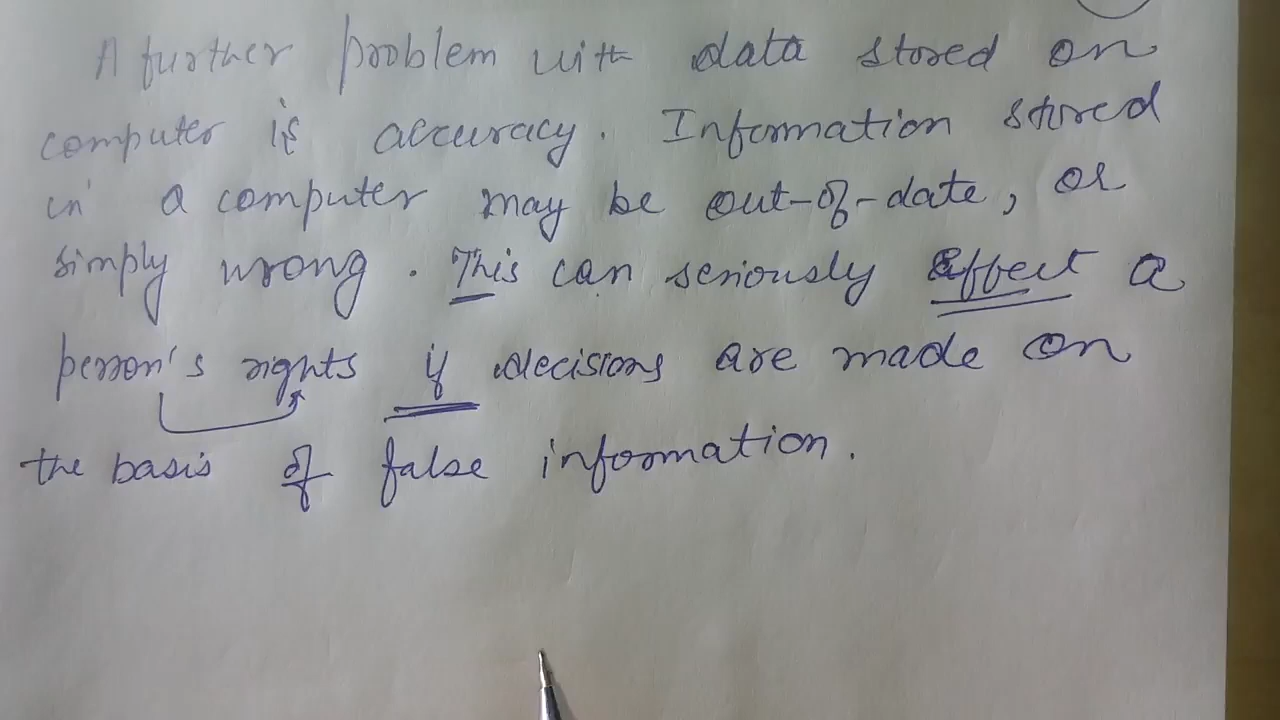 A further problem with data stored on
computer is accuracy. Information stored
in a computer may be out-of-date, or
simply wrong. This can seriously effect a
person's rights if decisions are made on
the basis of false information.